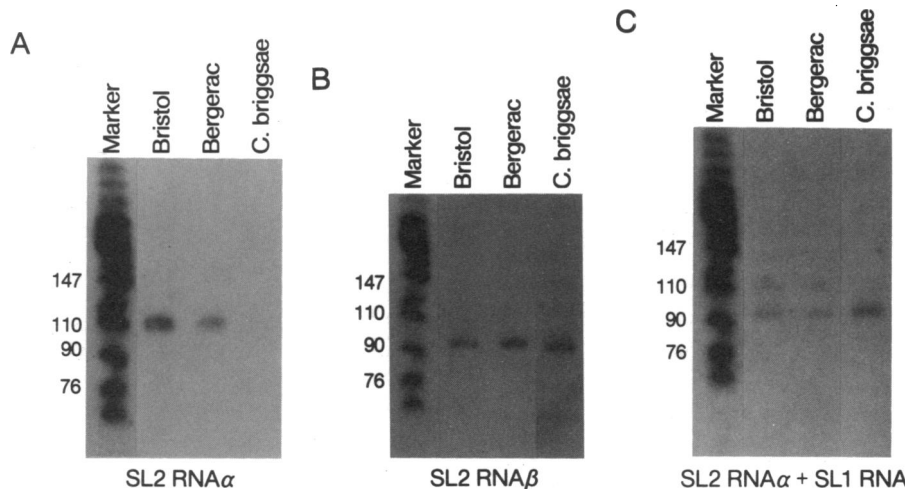 A
Marker
Bristol
Bergerac
C. briggsae
147
110
90
76
SL2 RNAα
B
Marker
Bristol
Bergerac
C. briggsae
147
110
90
76
SL2 RNAβ
C
Marker
Bristol
Bergerac
C. briggsae
147
110
90
76
SL2 RNAα + SL1 RNA